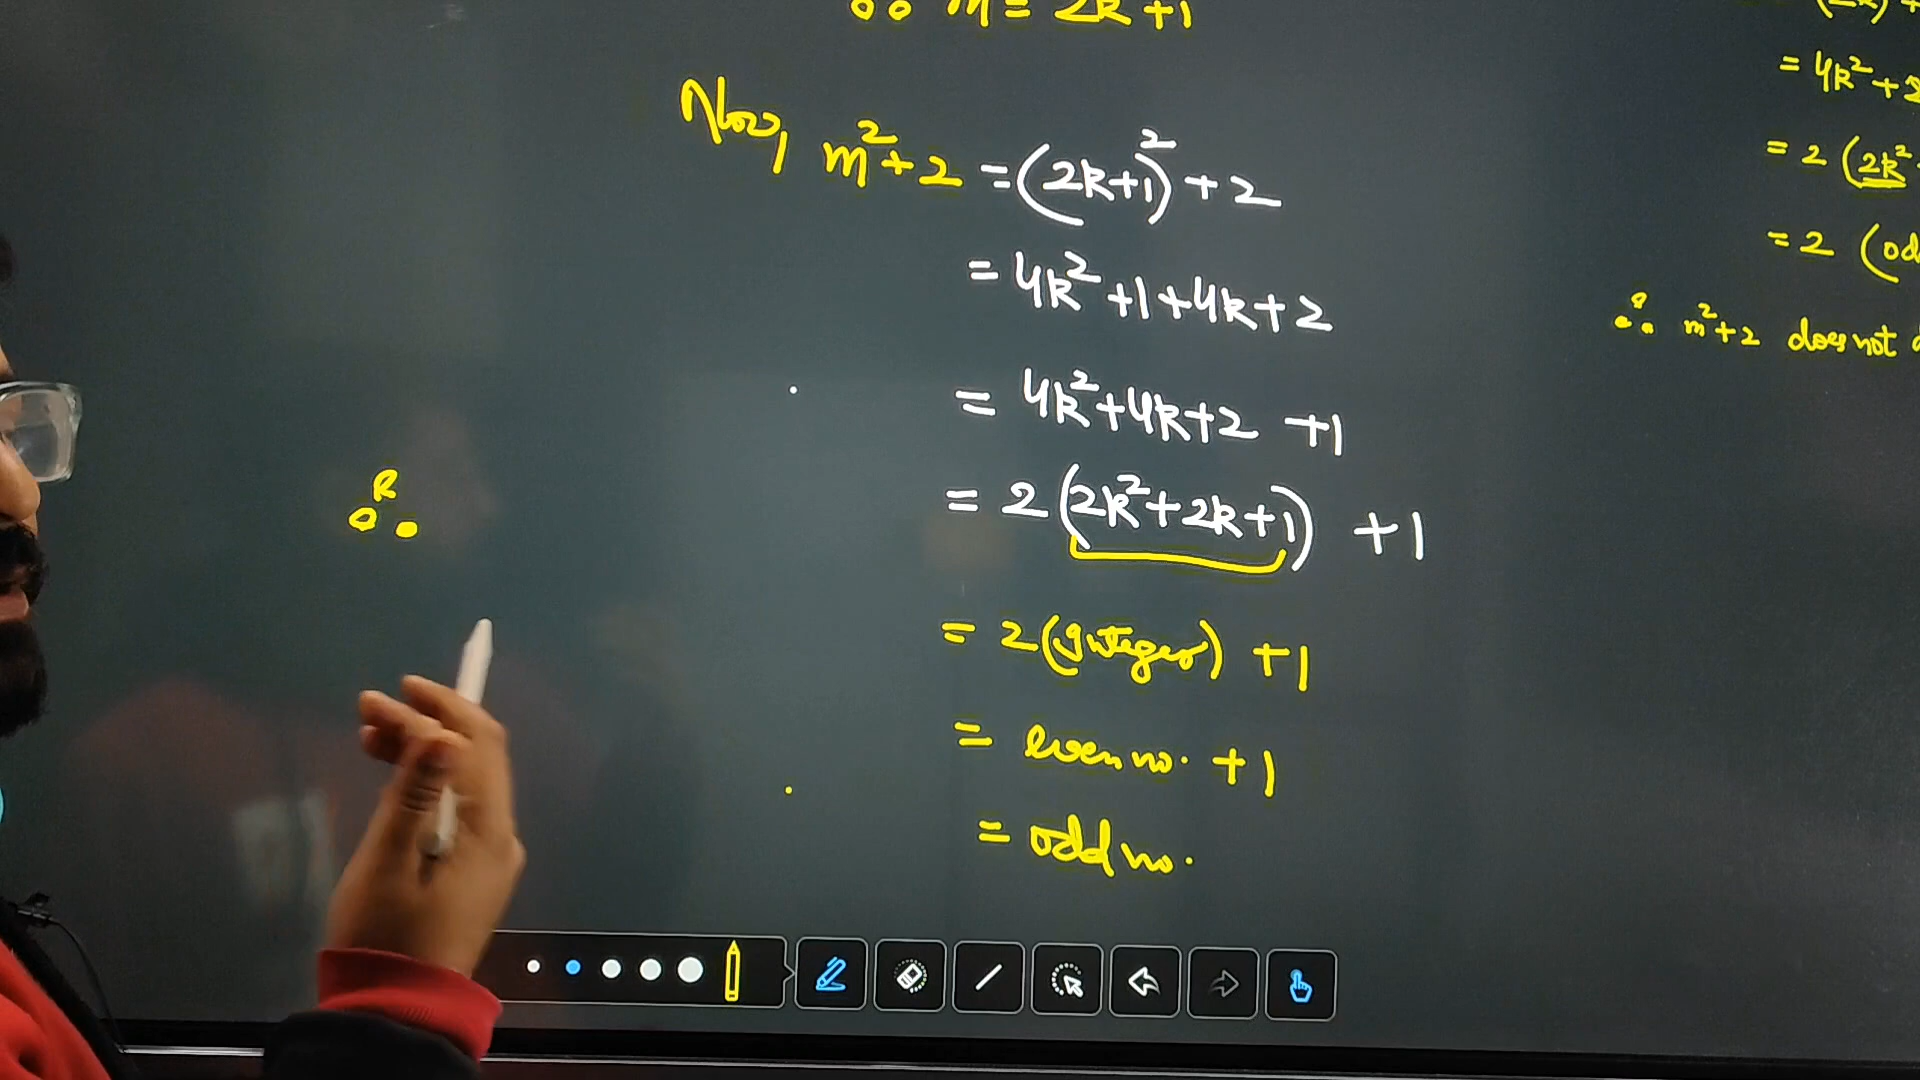 ∴ m = 2k+1
Now, m²+2 = (2k+1)²+2
= 4k²+1+4k+2
= 4k²+4k+2 +1
= 2(2k²+2k+1) +1
= 2(Integer) +1
= even no. +1
= odd no.
= 4k²+
= 2 (2k²
= 2 (od
∴ m²+2 does not